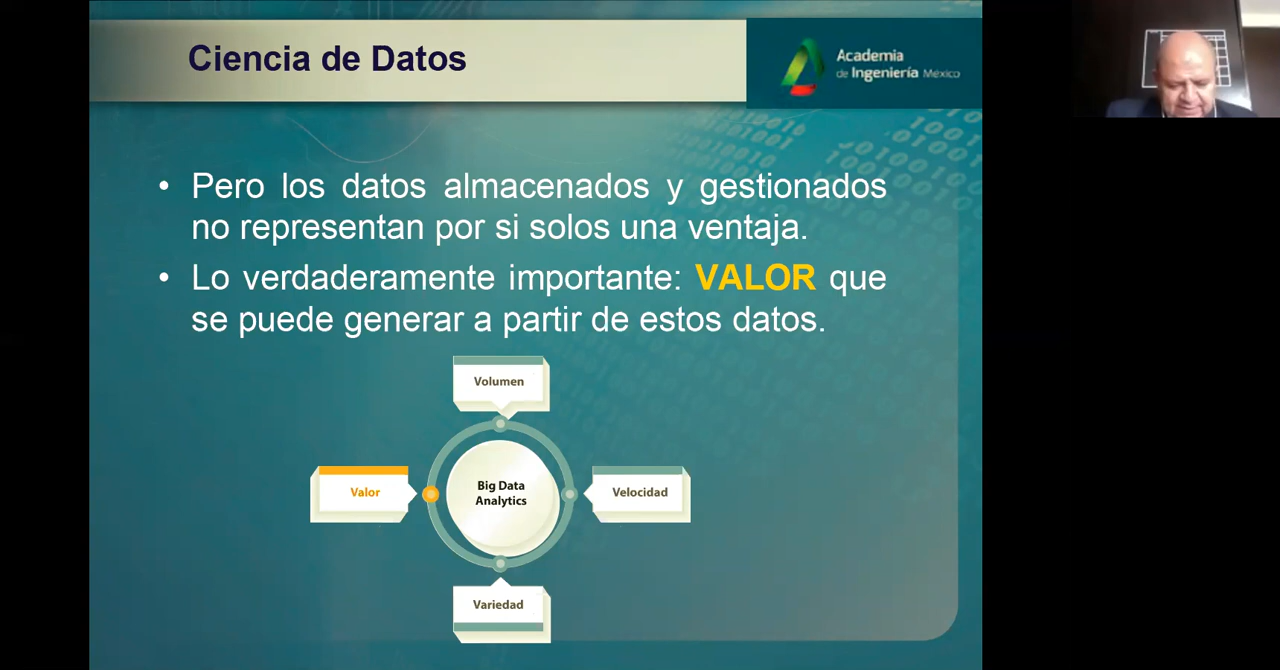 Ciencia de Datos
Academia
de Ingeniería México
• Pero los datos almacenados y gestionados
no representan por si solos una ventaja.
• Lo verdaderamente importante: VALOR que
se puede generar a partir de estos datos.
Volumen
Valor
Big Data
Analytics
Velocidad
Variedad